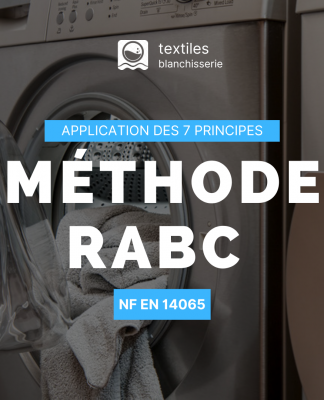 textiles
blanchisserie
APPLICATION DES 7 PRINCIPES
MÉTHODE
RABC
NF EN 14065